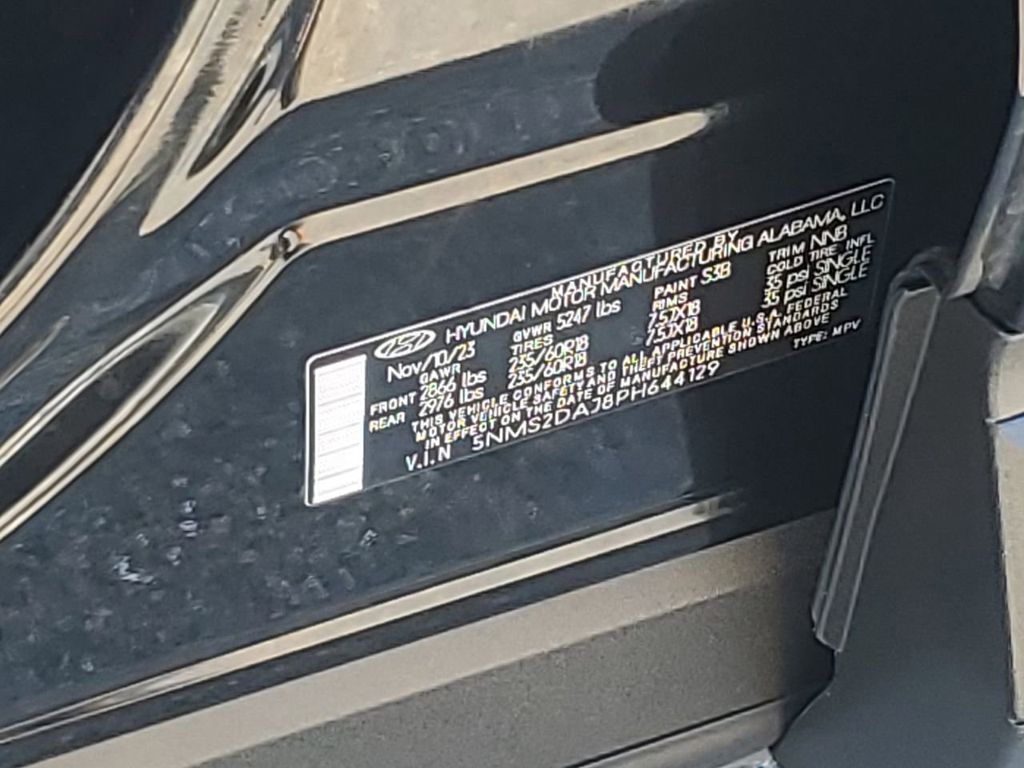 MANUFACTURED BY
HYUNDAI MOTOR MANUFACTURING ALABAMA, LLC
Nov/10/23 GVWR 5247 lbs PAINT S3B TRIM NNB
GAWR TIRES RIMS COLD TIRE INFL
FRONT 2866 lbs 235/60R18 7.5JX18 35 psi SINGLE
REAR 2976 lbs 235/60R18 7.5JX18 35 psi SINGLE
THIS VEHICLE CONFORMS TO ALL APPLICABLE U.S.A. FEDERAL
MOTOR VEHICLE SAFETY AND THEFT PREVENTION STANDARDS
IN EFFECT ON THE DATE OF MANUFACTURE SHOWN ABOVE
V.I.N 5NMS2DAJ8PH644129 TYPE: MPV